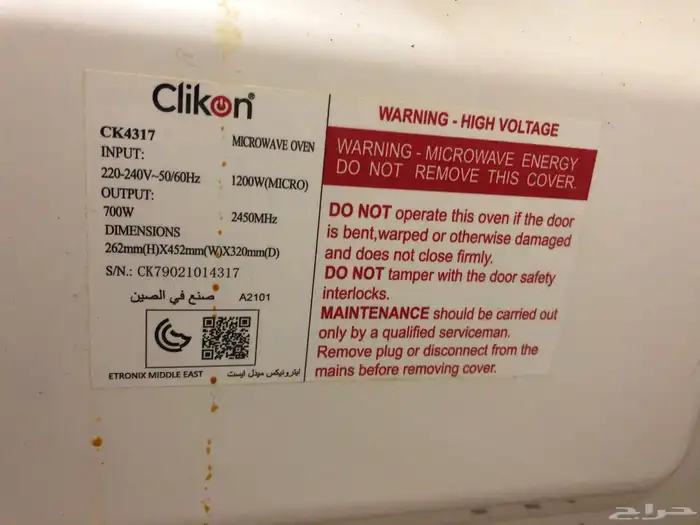 Clikon®
CK4317 MICROWAVE OVEN
INPUT:
220-240V~50/60Hz 1200W(MICRO)
OUTPUT:
700W 2450MHz
DIMENSIONS
262mm(H)X452mm(W)X320mm(D)
S/N.: CK79021014317
صنع في الصين A2101
ETRONIX MIDDLE EAST ايترونيكس ميدل ايست
WARNING - HIGH VOLTAGE
WARNING - MICROWAVE ENERGY
DO NOT REMOVE THIS COVER.
DO NOT operate this oven if the door
is bent,warped or otherwise damaged
and does not close firmly.
DO NOT tamper with the door safety
interlocks.
MAINTENANCE should be carried out
only by a qualified serviceman.
Remove plug or disconnect from the
mains before removing cover.
حراج